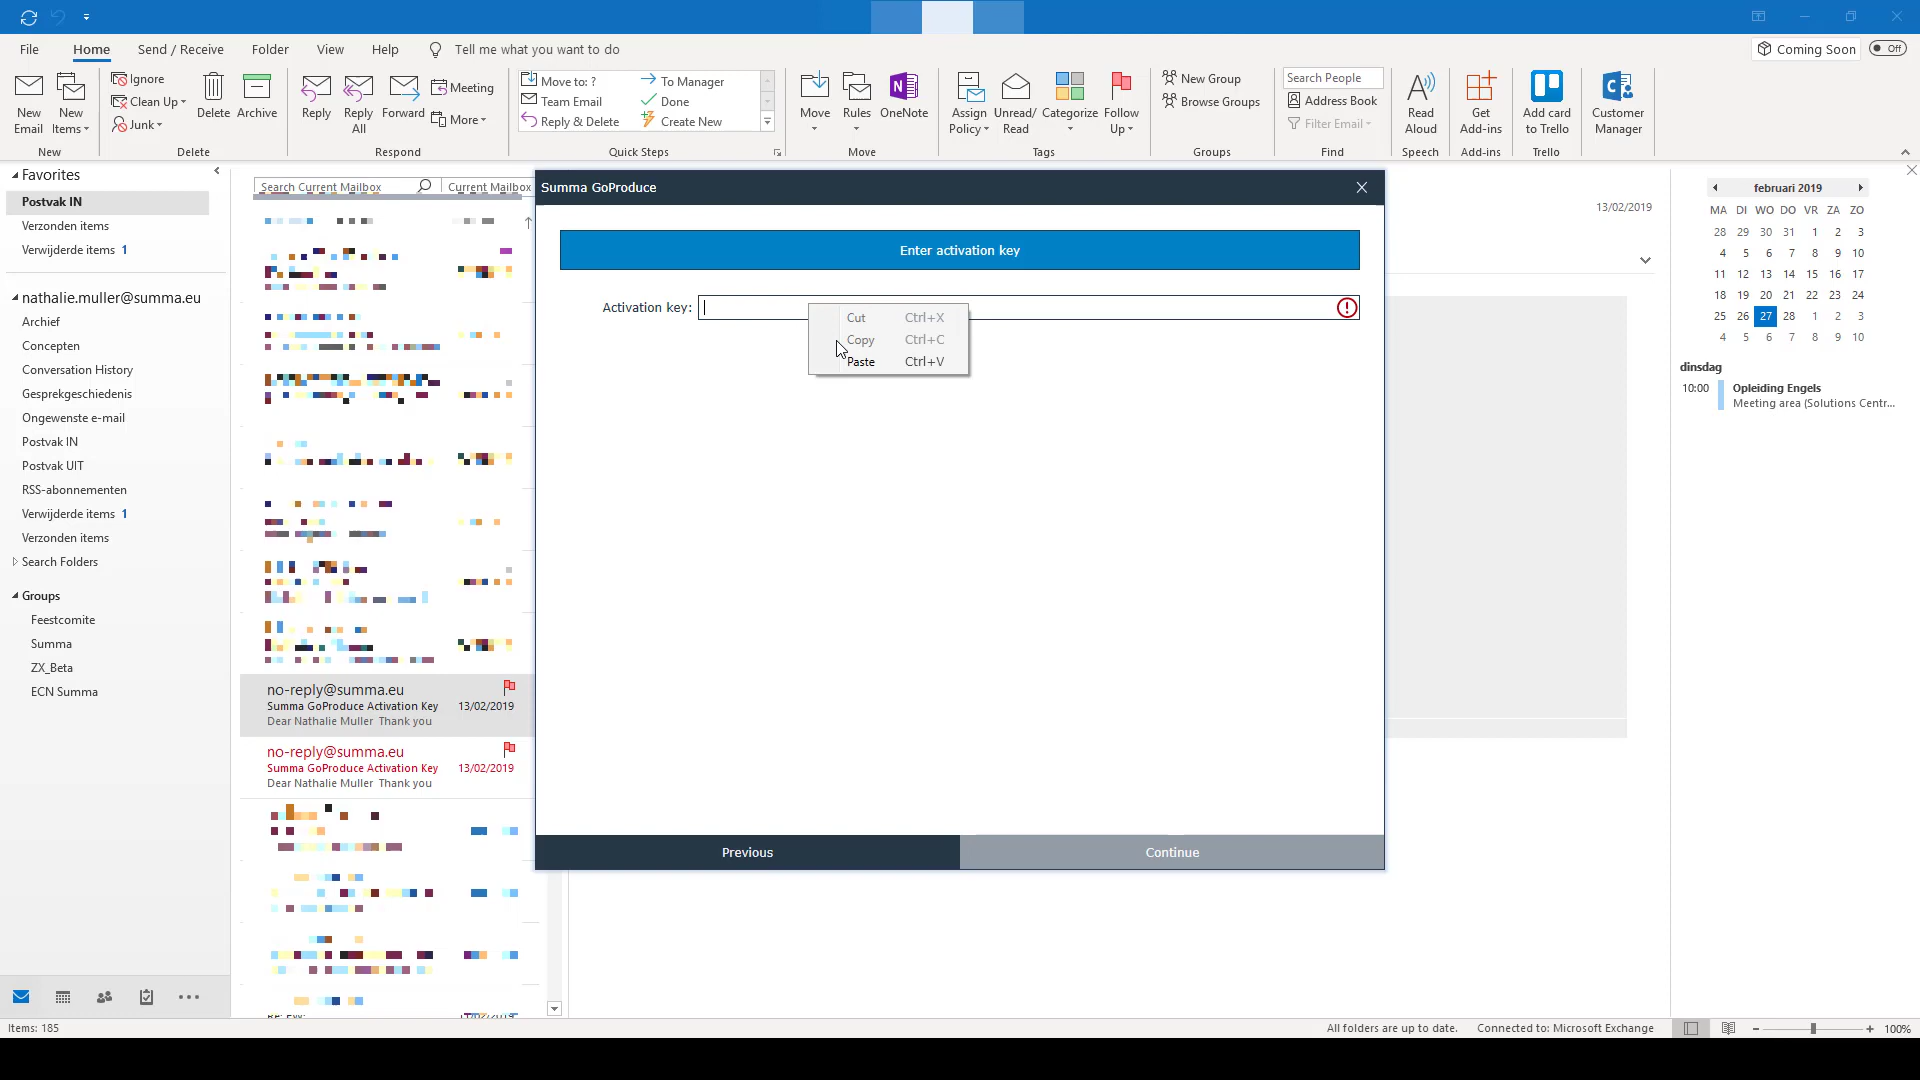 File Home Send / Receive Folder View Help Tell me what you want to do Coming Soon Off
New Email
New Items
New
Ignore
Clean Up
Junk
Delete
Archive
Delete
Reply
Reply All
Forward
Meeting
More
Respond
Move to: ? To Manager
Team Email Done
Reply & Delete Create New
Quick Steps
Move
Rules
OneNote
Move
Assign Policy
Unread/ Read
Categorize
Follow Up
Tags
New Group
Browse Groups
Groups
Search People
Address Book
Filter Email
Find
Read Aloud
Speech
Get Add-ins
Add-ins
Add card to Trello
Trello
Customer Manager
Favorites
Postvak IN
Verzonden items
Verwijderde items 1
nathalie.muller@summa.eu
Archief
Concepten
Conversation History
Gesprekgeschiedenis
Ongewenste e-mail
Postvak IN
Postvak UIT
RSS-abonnementen
Verwijderde items 1
Verzonden items
Search Folders
Groups
Feestcomite
Summa
ZX_Beta
ECN Summa
Search Current Mailbox Current Mailbox
no-reply@summa.eu
Summa GoProduce Activation Key 13/02/2019
Dear Nathalie Muller Thank you
no-reply@summa.eu
Summa GoProduce Activation Key 13/02/2019
Dear Nathalie Muller Thank you
Summa GoProduce
Enter activation key
Activation key:
Cut Ctrl+X
Copy Ctrl+C
Paste Ctrl+V
Previous Continue
13/02/2019
februari 2019
MA DI WO DO VR ZA ZO
28 29 30 31 1 2 3
4 5 6 7 8 9 10
11 12 13 14 15 16 17
18 19 20 21 22 23 24
25 26 27 28 1 2 3
4 5 6 7 8 9 10
dinsdag
10:00 Opleiding Engels
Meeting area (Solutions Centr...
Items: 185 All folders are up to date. Connected to: Microsoft Exchange 100%